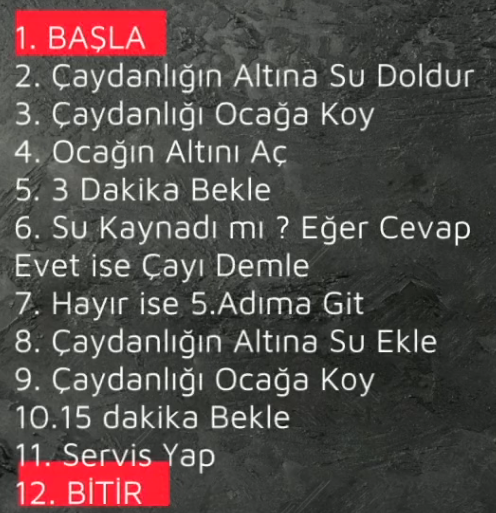 1. BAŞLA
2. Çaydanlığın Altına Su Doldur
3. Çaydanlığı Ocağa Koy
4. Ocağın Altını Aç
5. 3 Dakika Bekle
6. Su Kaynadı mı ? Eğer Cevap
Evet ise Çayı Demle
7. Hayır ise 5.Adıma Git
8. Çaydanlığın Altına Su Ekle
9. Çaydanlığı Ocağa Koy
10.15 dakika Bekle
11. Servis Yap
12. BİTİR